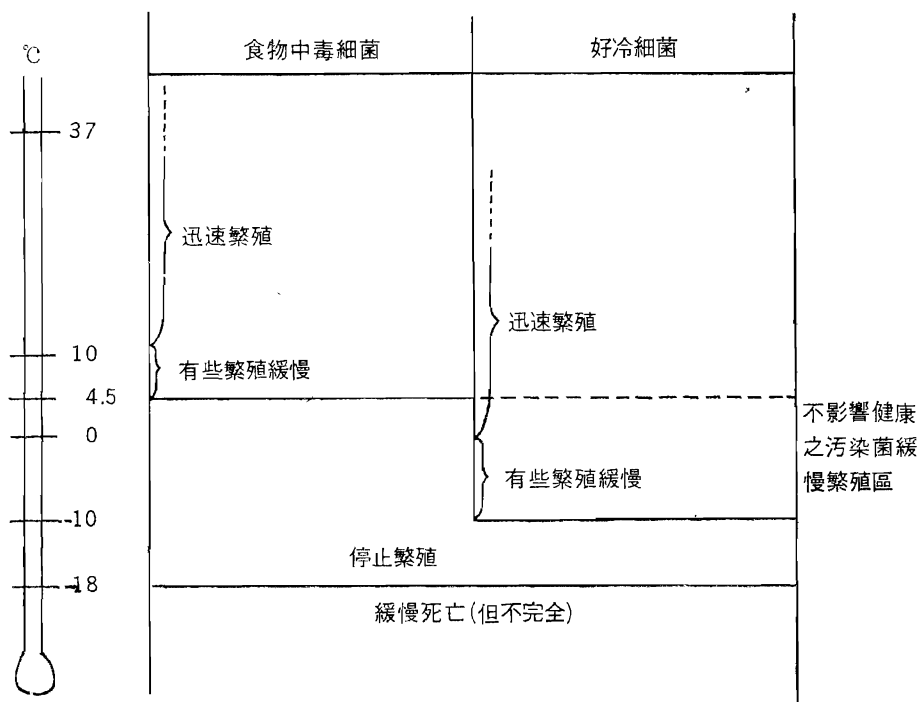 ℃
食物中毒細菌
好冷細菌
37
迅速繁殖
迅速繁殖
10
有些繁殖緩慢
4.5
不影響健康
之汚染菌緩
慢繁殖區
0
有些繁殖緩慢
-10
停止繁殖
-18
緩慢死亡(但不完全)